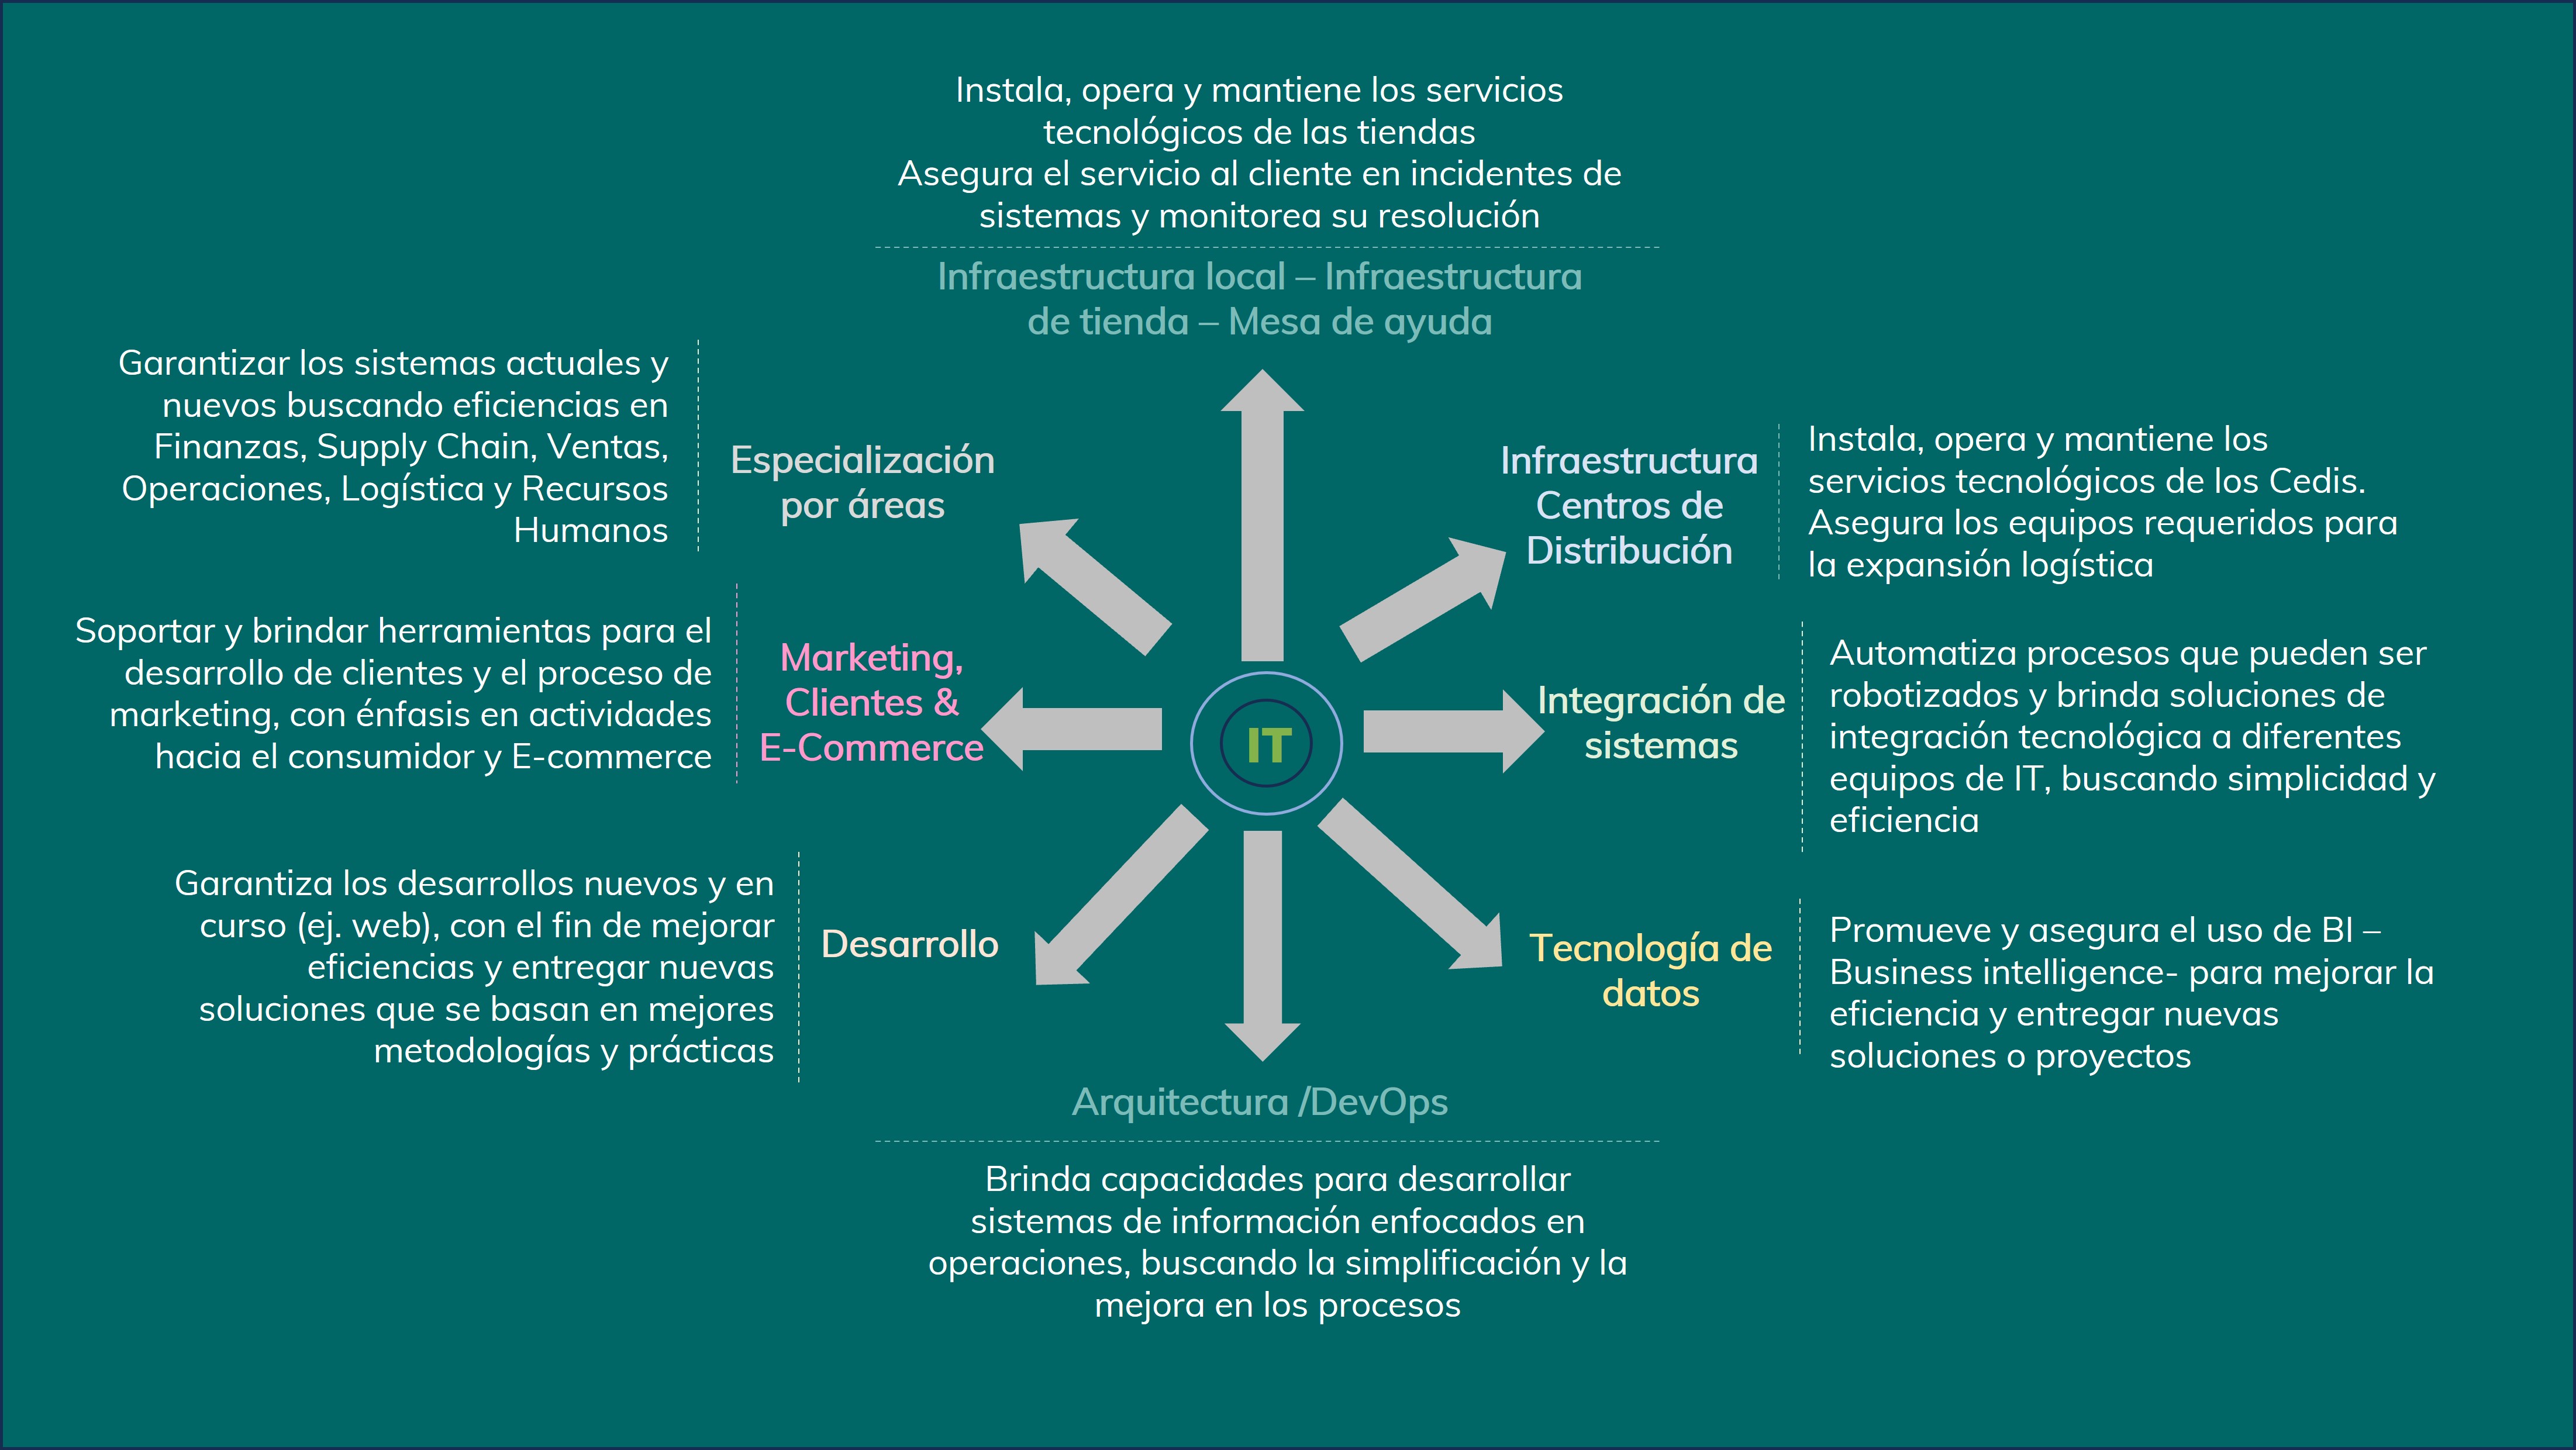 Instala, opera y mantiene los servicios
tecnológicos de las tiendas
Asegura el servicio al cliente en incidentes de
sistemas y monitorea su resolución
Infraestructura local – Infraestructura
de tienda – Mesa de ayuda
Garantizar los sistemas actuales y
nuevos buscando eficiencias en
Finanzas, Supply Chain, Ventas,
Operaciones, Logística y Recursos
Humanos
Especialización
por áreas
Infraestructura
Centros de
Distribución
Instala, opera y mantiene los
servicios tecnológicos de los Cedis.
Asegura los equipos requeridos para
la expansión logística
Soportar y brindar herramientas para el
desarrollo de clientes y el proceso de
marketing, con énfasis en actividades
hacia el consumidor y E-commerce
Marketing,
Clientes &
E-Commerce
IT
Integración de
sistemas
Automatiza procesos que pueden ser
robotizados y brinda soluciones de
integración tecnológica a diferentes
equipos de IT, buscando simplicidad y
eficiencia
Garantiza los desarrollos nuevos y en
curso (ej. web), con el fin de mejorar
eficiencias y entregar nuevas
soluciones que se basan en mejores
metodologías y prácticas
Desarrollo
Tecnología de
datos
Promueve y asegura el uso de BI –
Business intelligence- para mejorar la
eficiencia y entregar nuevas
soluciones o proyectos
Arquitectura /DevOps
Brinda capacidades para desarrollar
sistemas de información enfocados en
operaciones, buscando la simplificación y la
mejora en los procesos